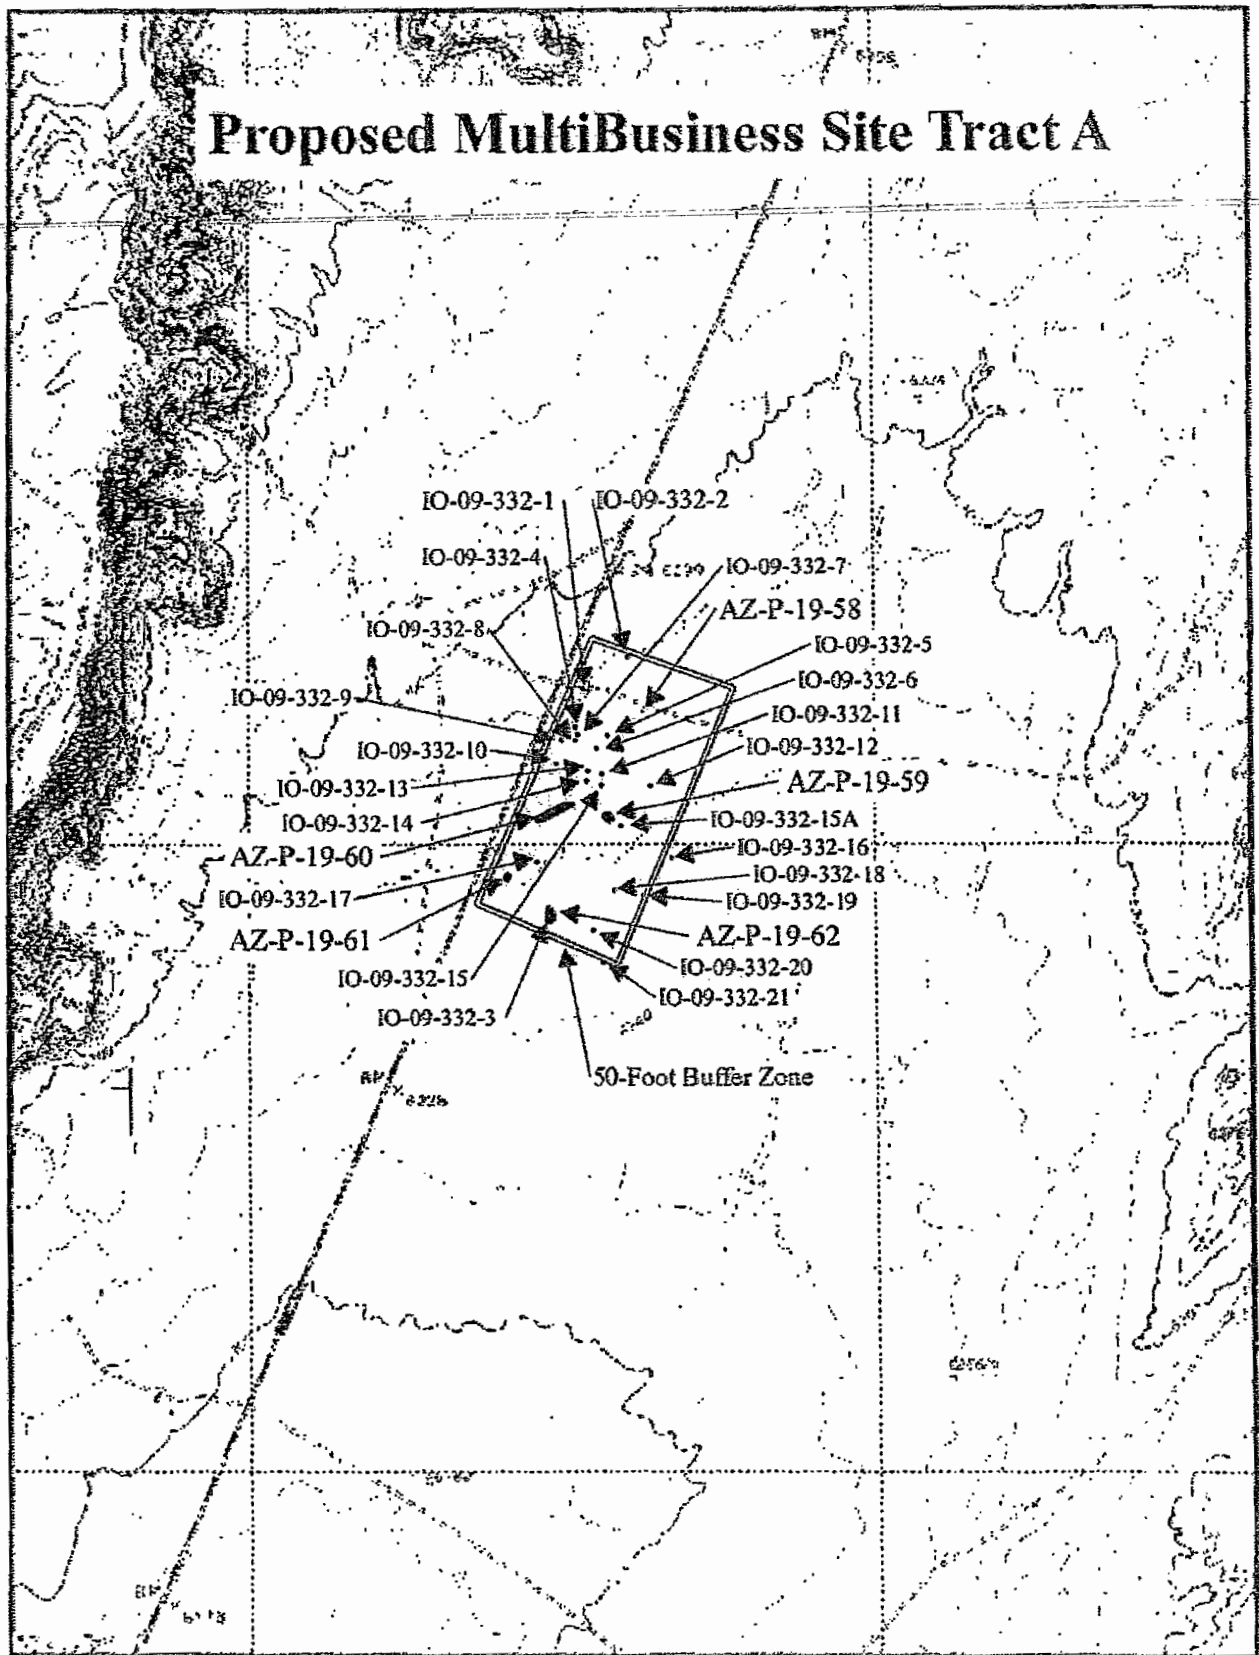 Proposed MultiBusiness Site Tract A
IO-09-332-1
IO-09-332-2
IO-09-332-4
IO-09-332-7
AZ-P-19-58
IO-09-332-8
IO-09-332-5
IO-09-332-6
IO-09-332-9
IO-09-332-11
IO-09-332-10
IO-09-332-12
IO-09-332-13
AZ-P-19-59
IO-09-332-14
IO-09-332-15A
AZ-P-19-60
IO-09-332-16
IO-09-332-18
IO-09-332-17
IO-09-332-19
AZ-P-19-61
AZ-P-19-62
IO-09-332-15
IO-09-332-20
IO-09-332-21
IO-09-332-3
50-Foot Buffer Zone